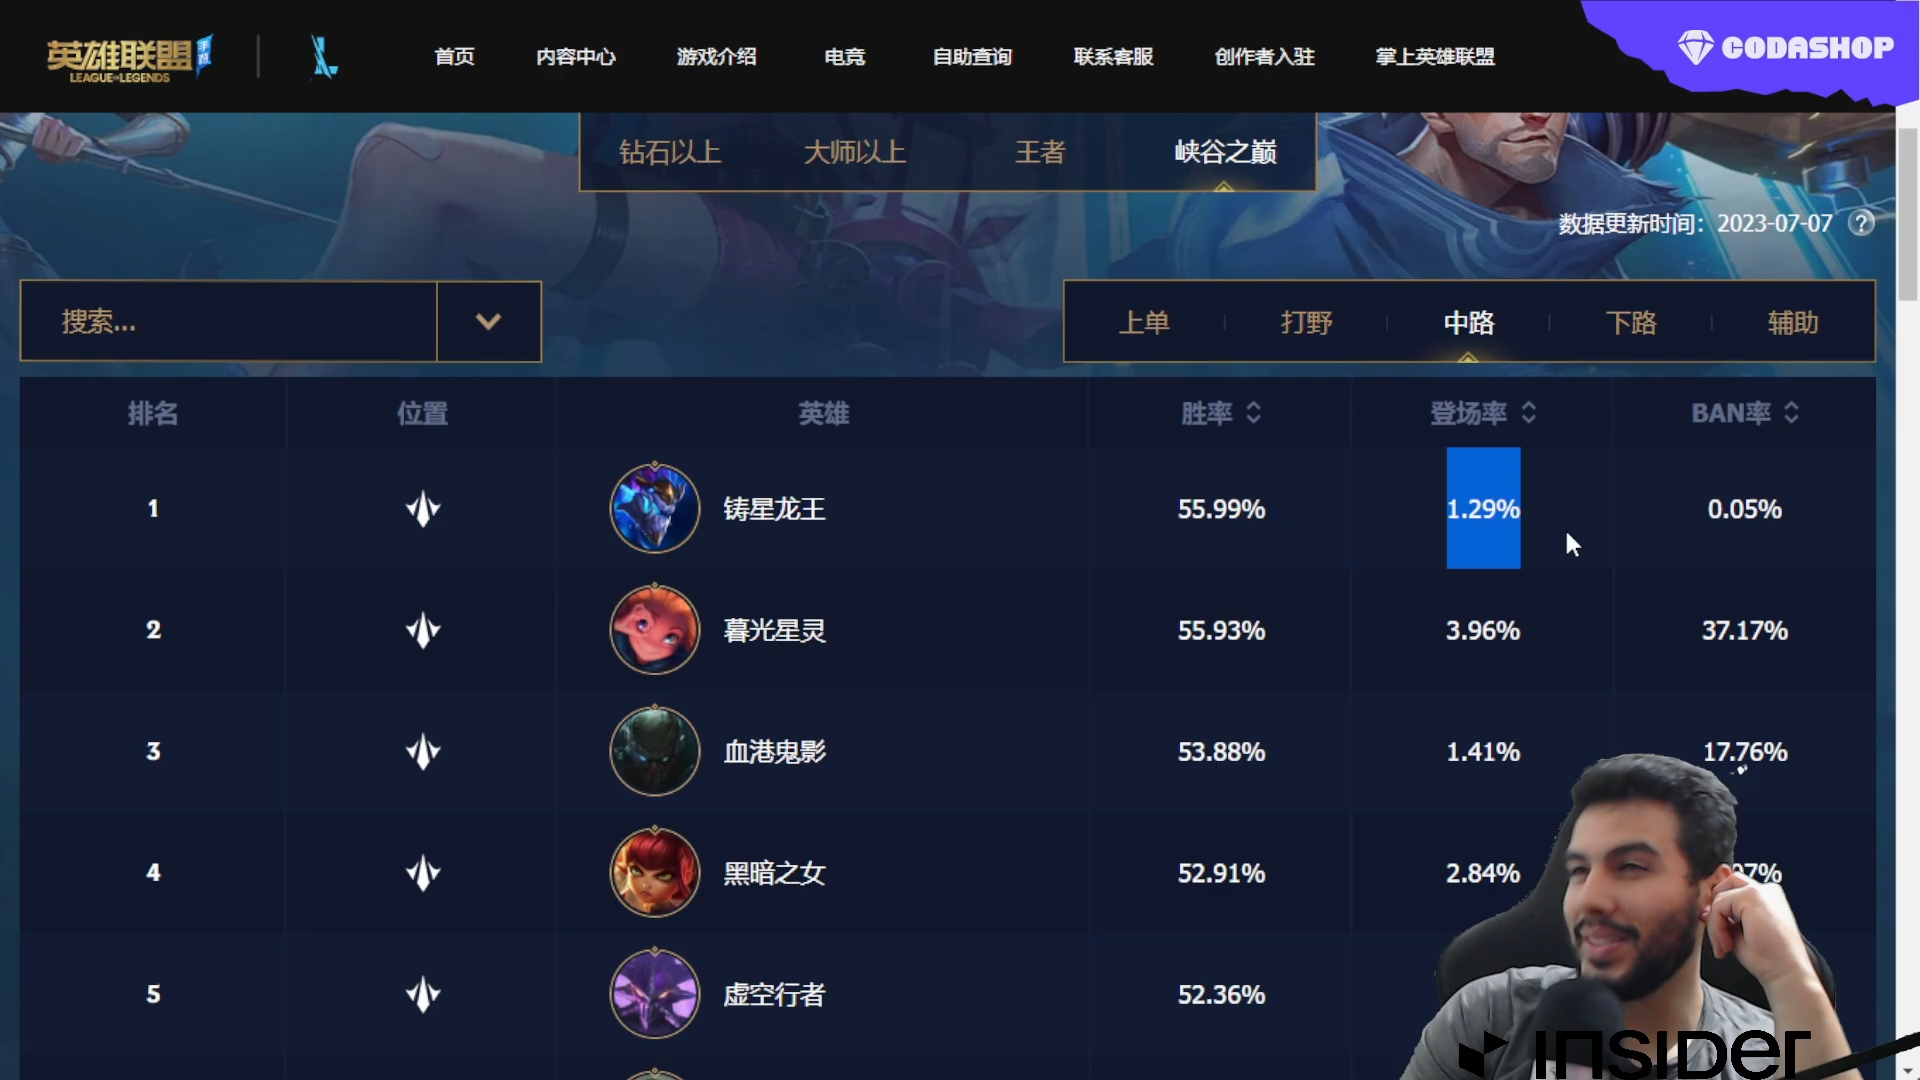 英雄联盟 手游
LEAGUE OF LEGENDS
首页 内容中心 游戏介绍 电竞 自助查询 联系客服 创作者入驻 掌上英雄联盟
CODASHOP
钻石以上 大师以上 王者 峡谷之巅
数据更新时间：2023-07-07 ?
搜索...
上单 打野 中路 下路 辅助
排名 位置 英雄 胜率 登场率 BAN率
1 铸星龙王 55.99% 1.29% 0.05%
2 暮光星灵 55.93% 3.96% 37.17%
3 血港鬼影 53.88% 1.41% 17.76%
4 黑暗之女 52.91% 2.84%
5 虚空行者 52.36%
INSIDER